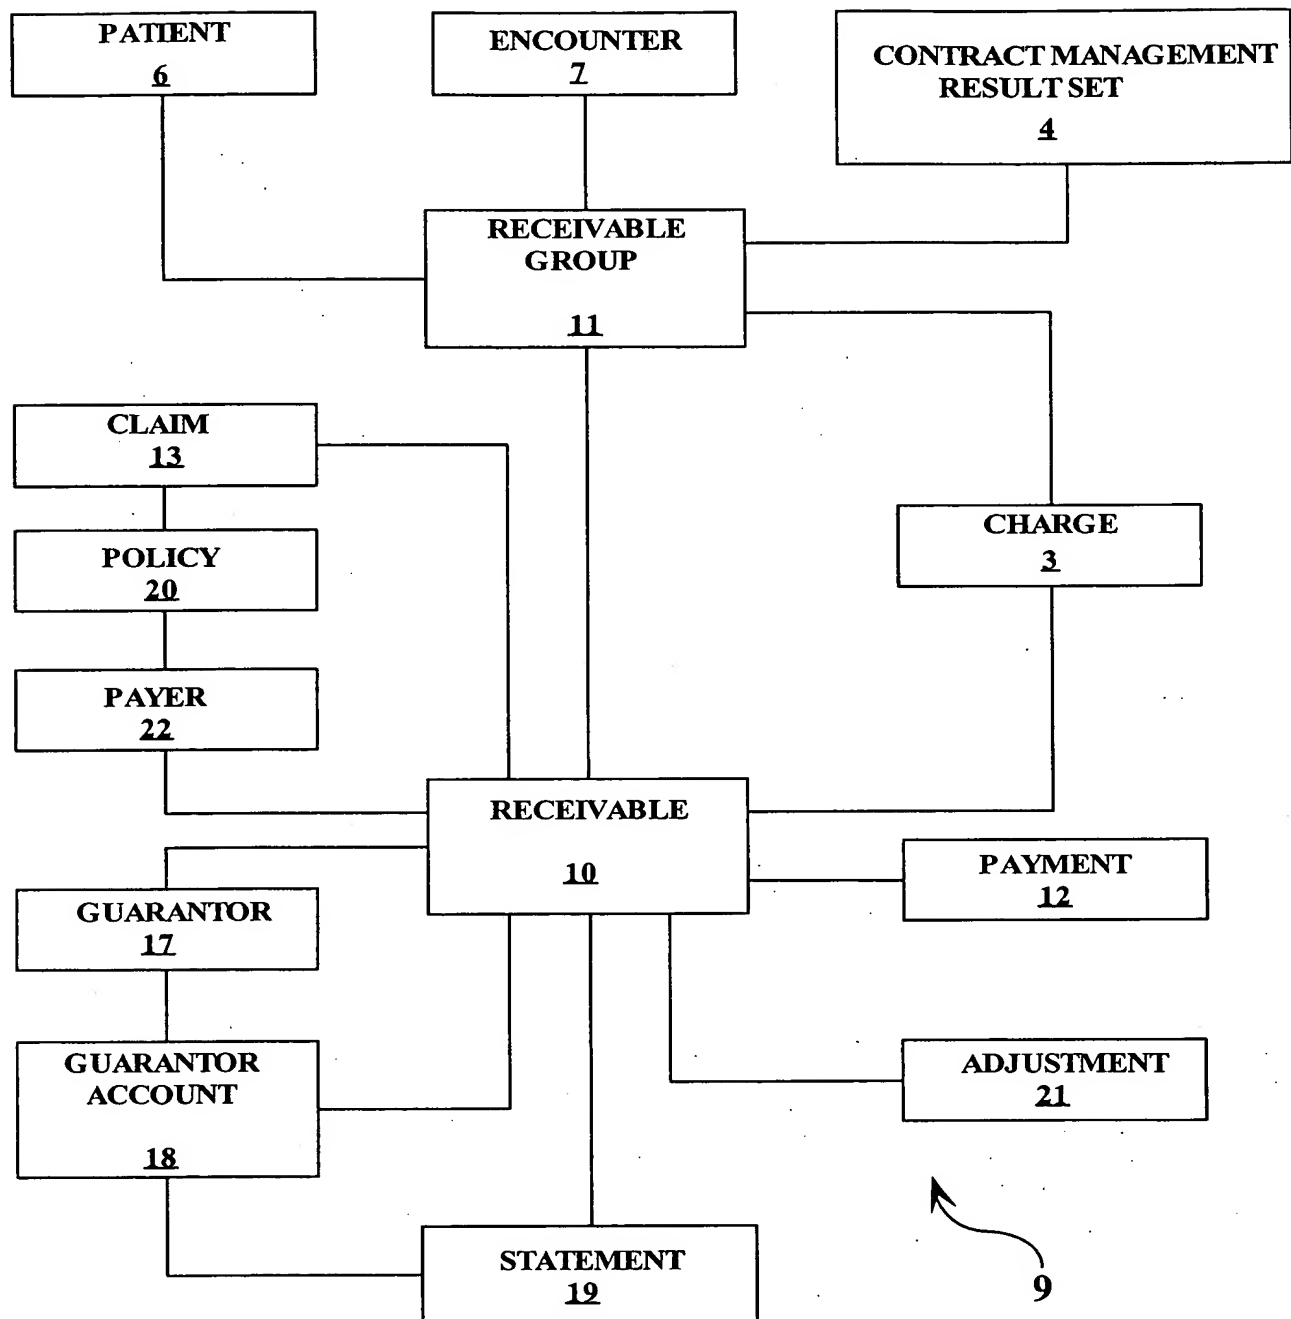 PATIENT
6
ENCOUNTER
7
CONTRACT MANAGEMENT
RESULT SET
4
RECEIVABLE
GROUP
11
CLAIM
13
POLICY
20
CHARGE
3
PAYER
22
RECEIVABLE
10
PAYMENT
12
GUARANTOR
17
GUARANTOR
ACCOUNT
18
ADJUSTMENT
21
STATEMENT
19
9